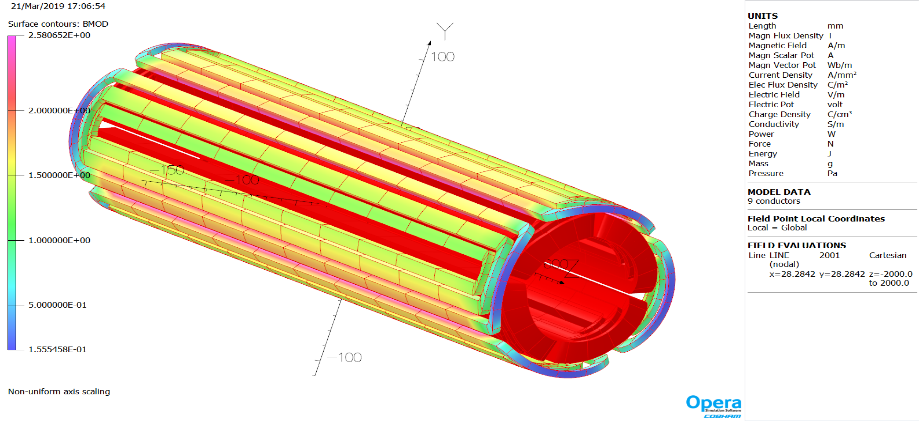 21/Mar/2019 17:06:54
Surface contours: BMOD
2.580652E+00
2.000000E+00
1.500000E+00
1.000000E+00
5.000000E-01
1.555458E-01
Y
100
-150
-100
-100
Non-uniform axis scaling
UNITS
Length mm
Magn Flux Density T
Magnetic Field A/m
Magn Scalar Pot A
Magn Vector Pot Wb/m
Current Density A/mm²
Elec Flux Density C/m²
Electric Field V/m
Electric Pot volt
Charge Density C/cm³
Conductivity S/m
Power W
Force N
Energy J
Mass g
Pressure Pa
MODEL DATA
9 conductors
Field Point Local Coordinates
Local = Global
FIELD EVALUATIONS
Line LINE 2001 Cartesian
(nodal)
x=28.2842 y=28.2842 z=-2000.0
to 2000.0
Opera
Simulation Software
COBHAM